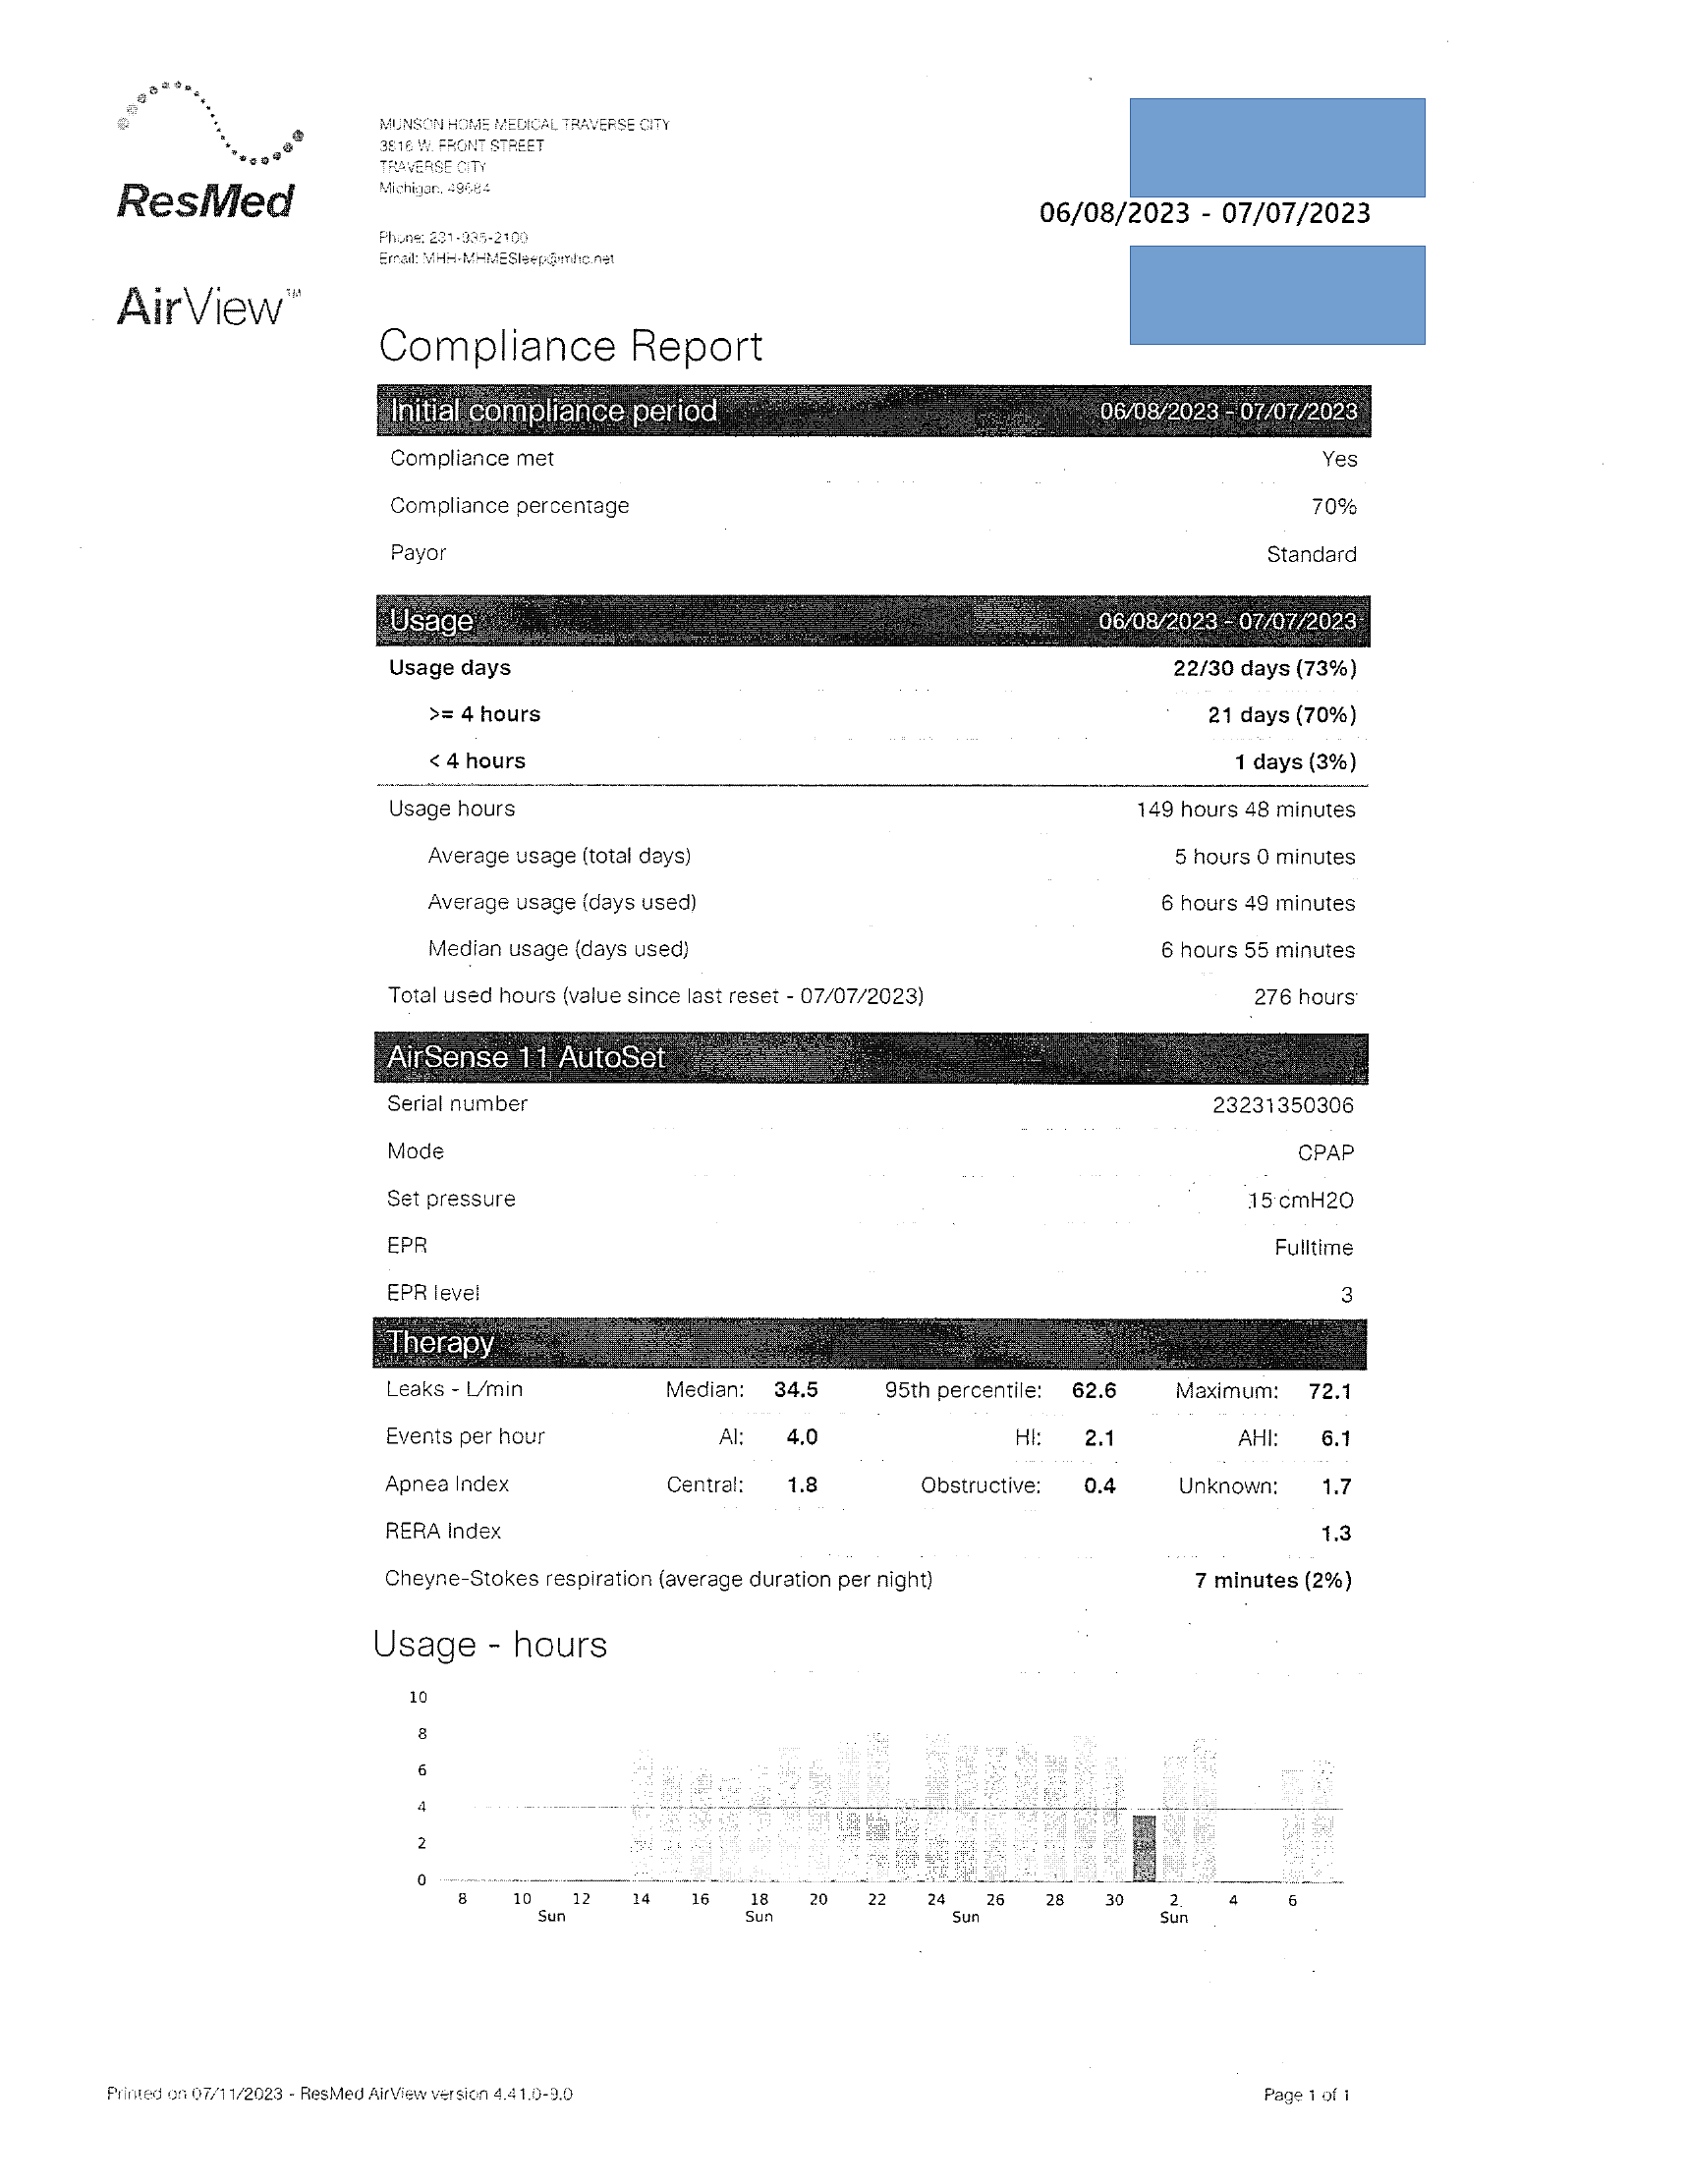 ResMed
AirView™
MUNSON HOME MEDICAL TRAVERSE CITY
3816 W. FRONT STREET
TRAVERSE CITY
Michigan, 49684
Phone: 231-935-2100
Email: MHH-MHMESleep@mhc.net
06/08/2023 - 07/07/2023
Compliance Report
Initial compliance period 06/08/2023 - 07/07/2023
Compliance met Yes
Compliance percentage 70%
Payor Standard
Usage 06/08/2023 - 07/07/2023
Usage days 22/30 days (73%)
>= 4 hours 21 days (70%)
< 4 hours 1 days (3%)
Usage hours 149 hours 48 minutes
Average usage (total days) 5 hours 0 minutes
Average usage (days used) 6 hours 49 minutes
Median usage (days used) 6 hours 55 minutes
Total used hours (value since last reset - 07/07/2023) 276 hours
AirSense 11 AutoSet
Serial number 23231350306
Mode CPAP
Set pressure 15 cmH2O
EPR Fulltime
EPR level 3
Therapy
Leaks - L/min Median: 34.5 95th percentile: 62.6 Maximum: 72.1
Events per hour AI: 4.0 HI: 2.1 AHI: 6.1
Apnea Index Central: 1.8 Obstructive: 0.4 Unknown: 1.7
RERA Index 1.3
Cheyne-Stokes respiration (average duration per night) 7 minutes (2%)
Usage - hours
10
8
6
4
2
0
8 10 12 14 16 18 20 22 24 26 28 30 2 4 6
Sun Sun Sun Sun
Printed on 07/11/2023 - ResMed AirView version 4.41.0-9.0 Page 1 of 1